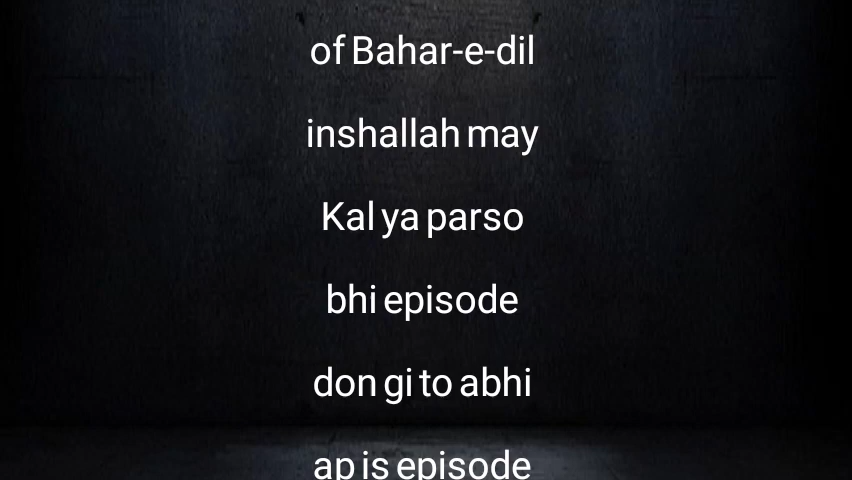 of Bahar-e-dil
inshallah may
Kal ya parso
bhi episode
don gi to abhi
ap is episode